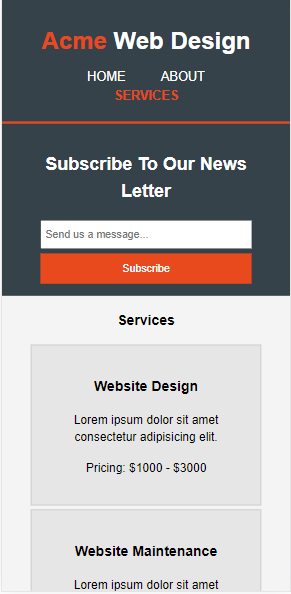 Acme Web Design
HOME ABOUT
SERVICES
Subscribe To Our News
Letter
Send us a message...
Subscribe
Services
Website Design
Lorem ipsum dolor sit amet
consectetur adipisicing elit.
Pricing: $1000 - $3000
Website Maintenance
Lorem ipsum dolor sit amet